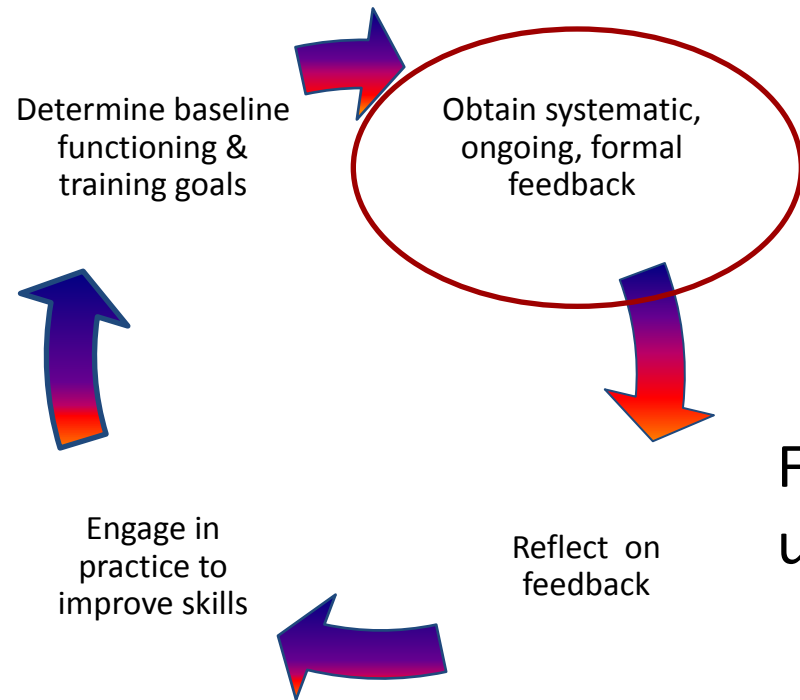 Determine baseline
functioning &
training goals
Obtain systematic,
ongoing, formal
feedback
Reflect  on
feedback
Engage in
practice to
improve skills